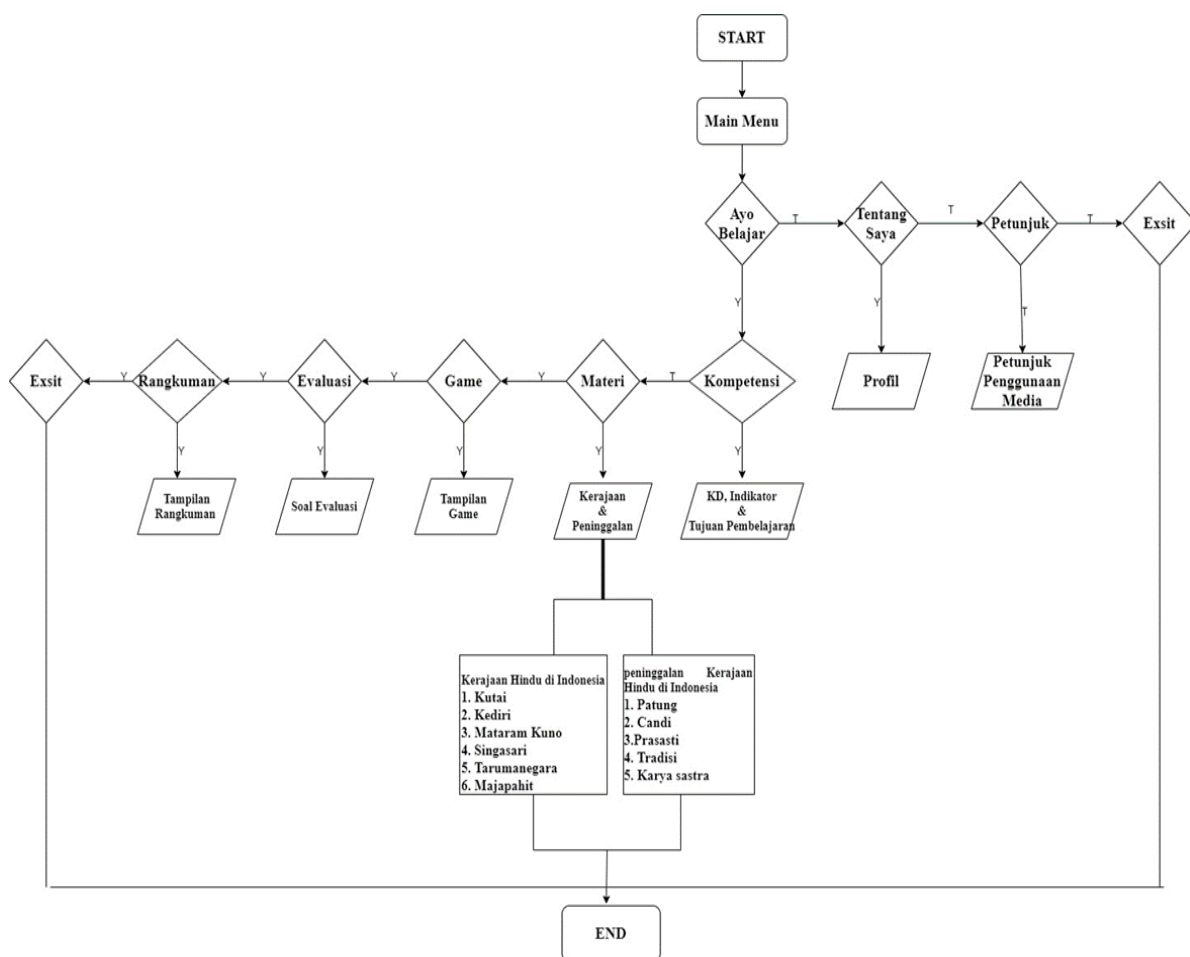 START
Main Menu
Ayo
Belajar
T
Tentang
Saya
T
Petunjuk
T
Exsit
Y
Y
T
Exsit
Y
Rangkuman
Y
Evaluasi
Y
Game
Y
Materi
T
Kompetensi
Profil
Petunjuk
Penggunaan
Media
Y
Y
Y
Y
Y
Tampilan
Rangkuman
Soal Evaluasi
Tampilan
Game
Kerajaan
&
Peninggalan
KD, Indikator
&
Tujuan Pembelajaran
Kerajaan Hindu di Indonesia
1. Kutai
2. Kediri
3. Mataram Kuno
4. Singasari
5. Tarumanegara
6. Majapahit
peninggalan Kerajaan
Hindu di Indonesia
1. Patung
2. Candi
3.Prasasti
4. Tradisi
5. Karya sastra
END